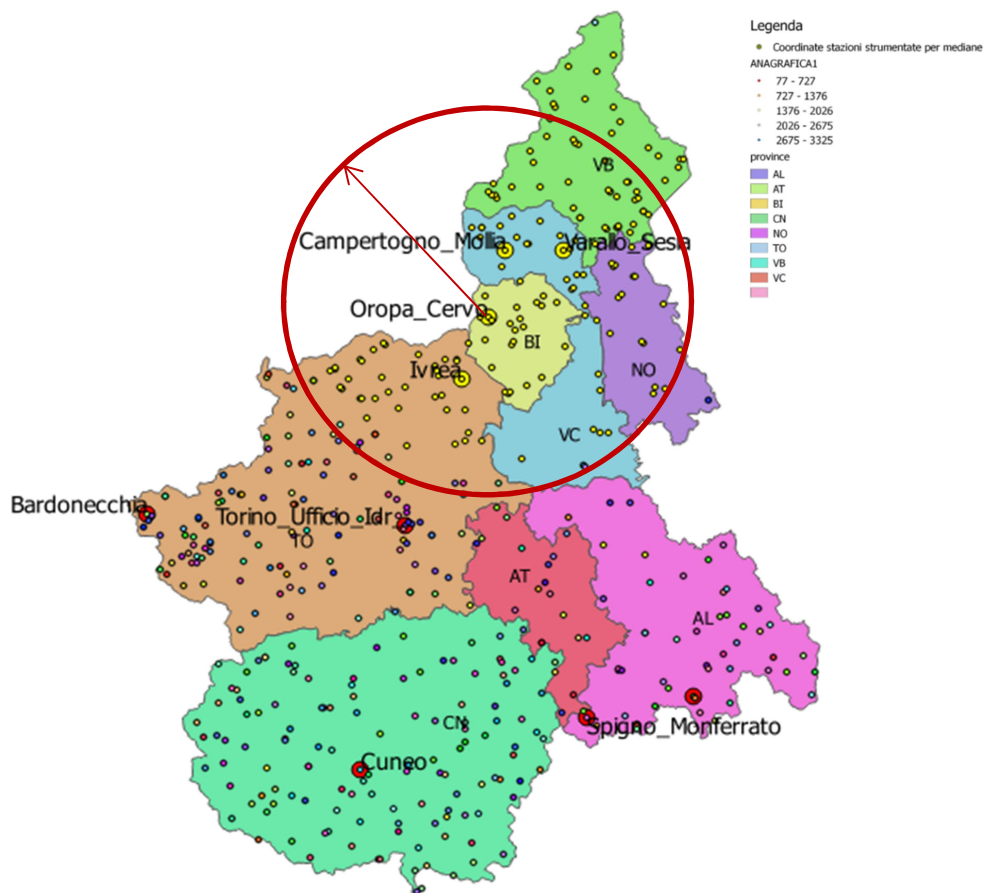 Legenda
Coordinate stazioni strumentate per mediane
ANAGRAFICA1
77 - 727
727 - 1376
1376 - 2026
2026 - 2675
2675 - 3325
province
AL
AT
BI
CN
NO
TO
VB
VC
VB
Campertogno_Mollia
Varallo_Sesia
Oropa_Cervo
BI
Ivrea
NO
VC
Bardonecchia
Torino_Ufficio_Idr_
TO
AT
AL
CN
Spigno_Monferrato
Cuneo